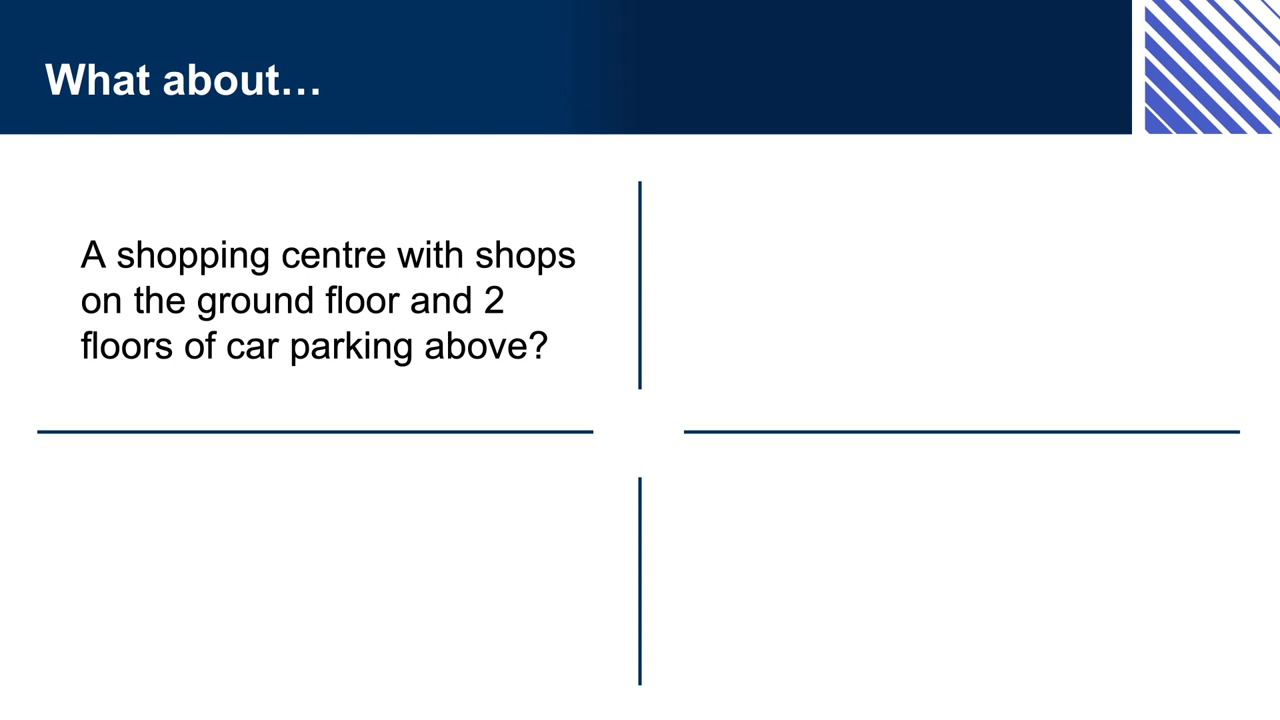 What about…
A shopping centre with shops
on the ground floor and 2
floors of car parking above?